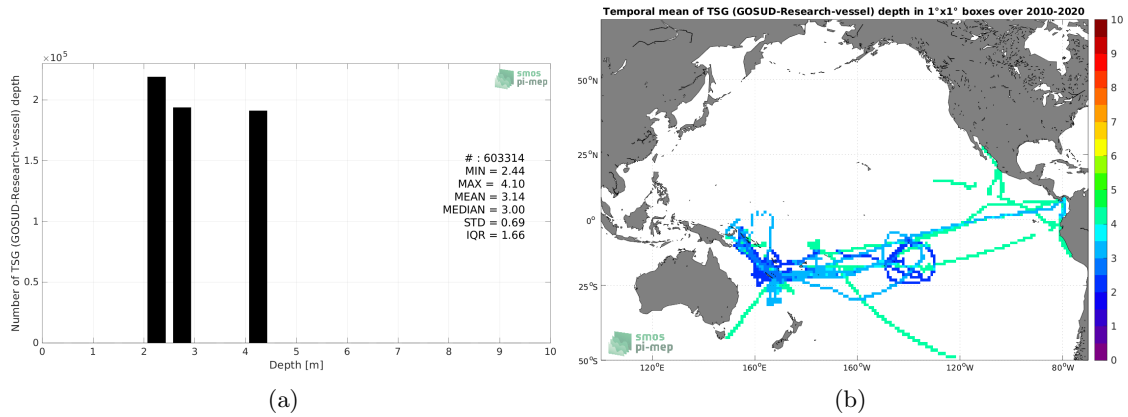 ×10⁵
2
1.5
1
0.5
0
Number of TSG (GOSUD-Research-vessel) depth
smos
pi-mep
# : 603314
MIN = 2.44
MAX = 4.10
MEAN = 3.14
MEDIAN = 3.00
STD = 0.69
IQR = 1.66
0 1 2 3 4 5 6 7 8 9 10
Depth [m]
(a)
Temporal mean of TSG (GOSUD-Research-vessel) depth in 1°x1° boxes over 2010-2020
50°N
25°N
0°
25°S
50°S
120°E
160°E
160°W
120°W
80°W
smos
pi-mep
10
9
8
7
6
5
4
3
2
1
0
(b)